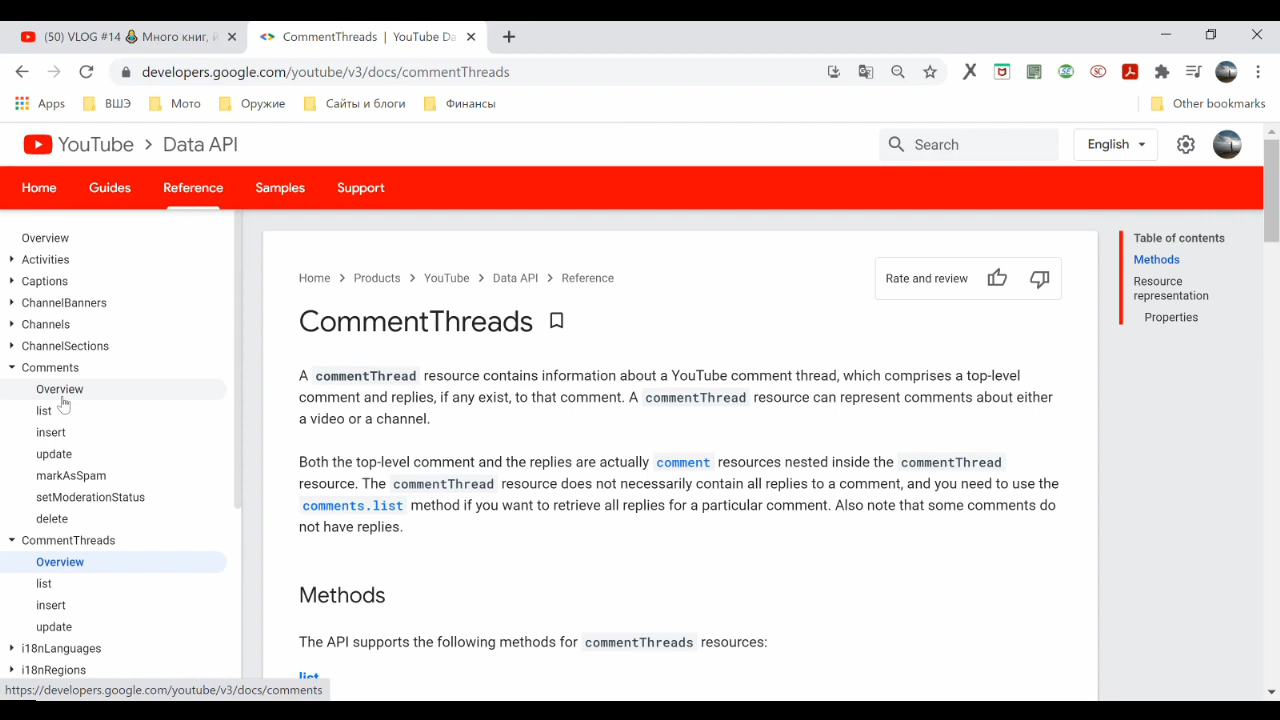 (50) VLOG #14 Много книг, й
CommentThreads | YouTube Da
developers.google.com/youtube/v3/docs/commentThreads
Apps ВШЭ Мото Оружие Сайты и блоги Финансы Other bookmarks
YouTube Data API
Search
English
Home Guides Reference Samples Support
Overview
Activities
Captions
ChannelBanners
Channels
ChannelSections
Comments
Overview
list
insert
update
markAsSpam
setModerationStatus
delete
CommentThreads
Overview
list
insert
update
i18nLanguages
i18nRegions
https://developers.google.com/youtube/v3/docs/comments
Home > Products > YouTube > Data API > Reference
Rate and review
CommentThreads
A commentThread resource contains information about a YouTube comment thread, which comprises a top-level
comment and replies, if any exist, to that comment. A commentThread resource can represent comments about either
a video or a channel.
Both the top-level comment and the replies are actually comment resources nested inside the commentThread
resource. The commentThread resource does not necessarily contain all replies to a comment, and you need to use the
comments.list method if you want to retrieve all replies for a particular comment. Also note that some comments do
not have replies.
Methods
The API supports the following methods for commentThreads resources:
list
Table of contents
Methods
Resource
representation
Properties